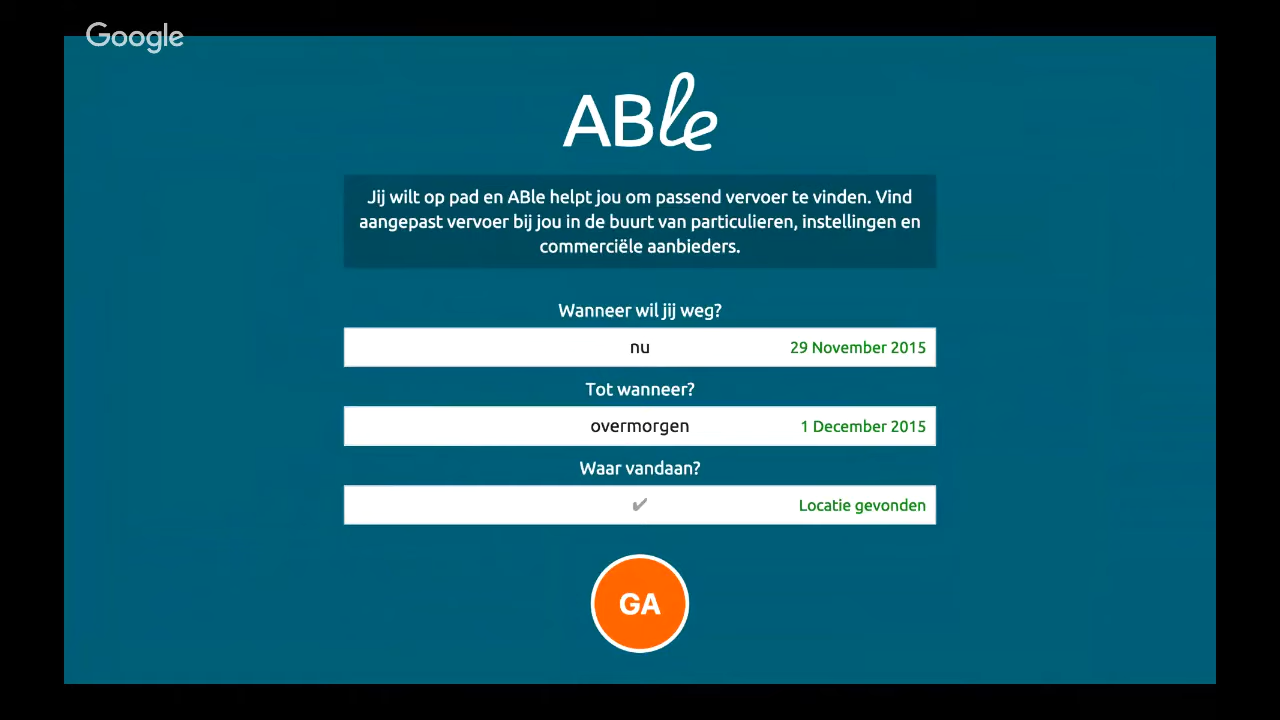 Google
ABle
Jij wilt op pad en ABle helpt jou om passend vervoer te vinden. Vind
aangepast vervoer bij jou in de buurt van particulieren, instellingen en
commerciële aanbieders.
Wanneer wil jij weg?
nu 29 November 2015
Tot wanneer?
overmorgen 1 December 2015
Waar vandaan?
✔ Locatie gevonden
GA